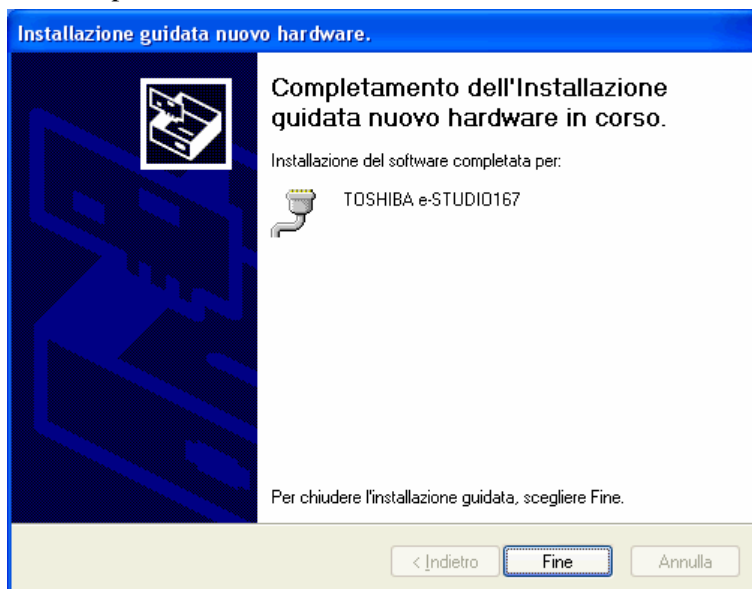 Installazione guidata nuovo hardware.
Completamento dell'Installazione
guidata nuovo hardware in corso.
Installazione del software completata per:
TOSHIBA e-STUDIO167
Per chiudere l'installazione guidata, scegliere Fine.
< Indietro
Fine
Annulla